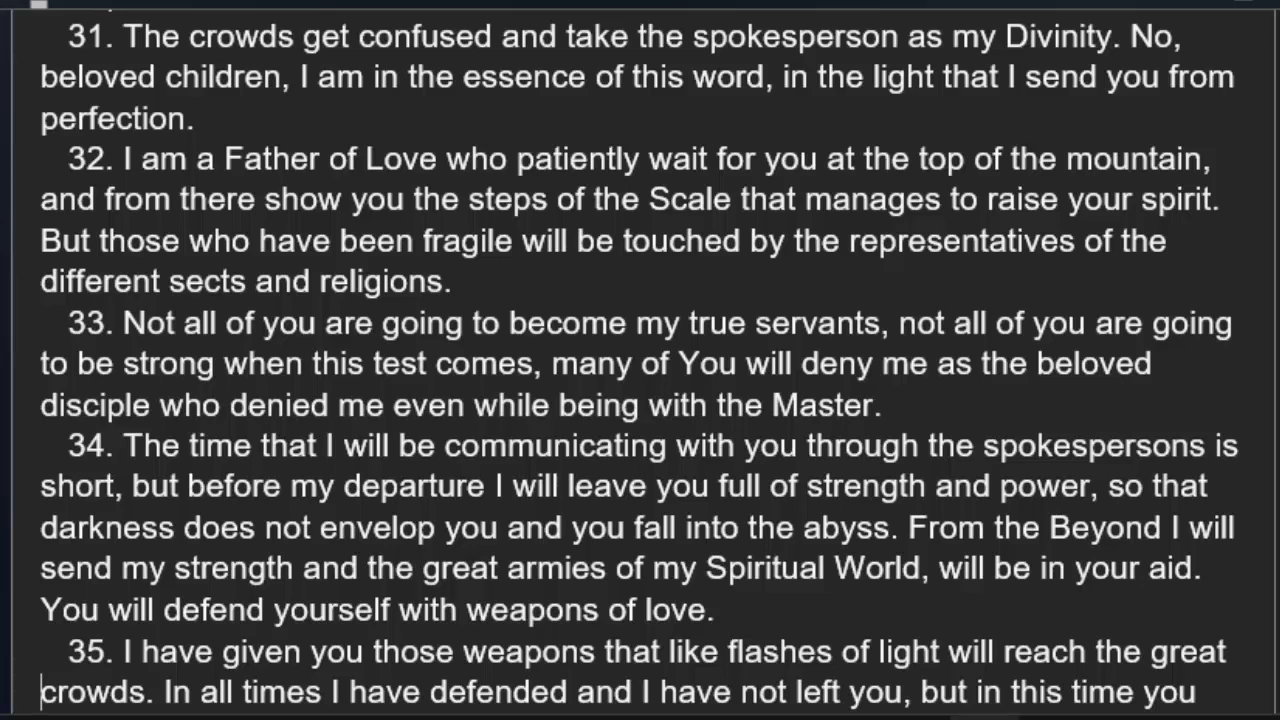 31. The crowds get confused and take the spokesperson as my Divinity. No,
beloved children, I am in the essence of this word, in the light that I send you from
perfection.
32. I am a Father of Love who patiently wait for you at the top of the mountain,
and from there show you the steps of the Scale that manages to raise your spirit.
But those who have been fragile will be touched by the representatives of the
different sects and religions.
33. Not all of you are going to become my true servants, not all of you are going
to be strong when this test comes, many of You will deny me as the beloved
disciple who denied me even while being with the Master.
34. The time that I will be communicating with you through the spokespersons is
short, but before my departure I will leave you full of strength and power, so that
darkness does not envelop you and you fall into the abyss. From the Beyond I will
send my strength and the great armies of my Spiritual World, will be in your aid.
You will defend yourself with weapons of love.
35. I have given you those weapons that like flashes of light will reach the great
crowds. In all times I have defended and I have not left you, but in this time you